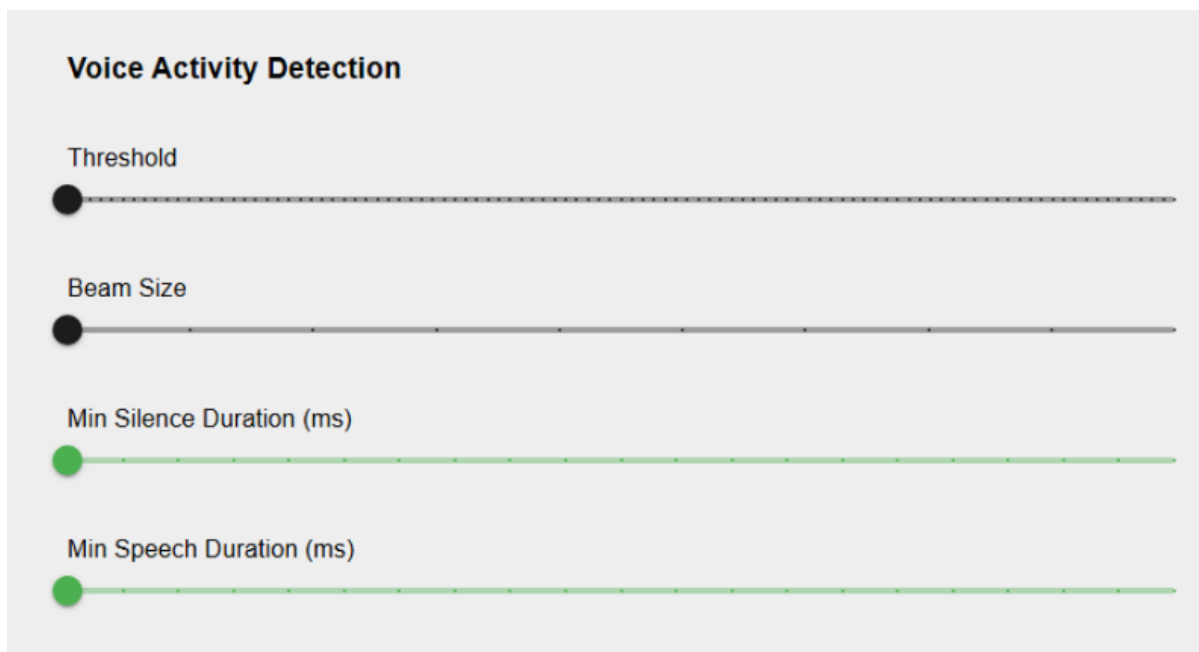 Voice Activity Detection
Threshold
Beam Size
Min Silence Duration (ms)
Min Speech Duration (ms)